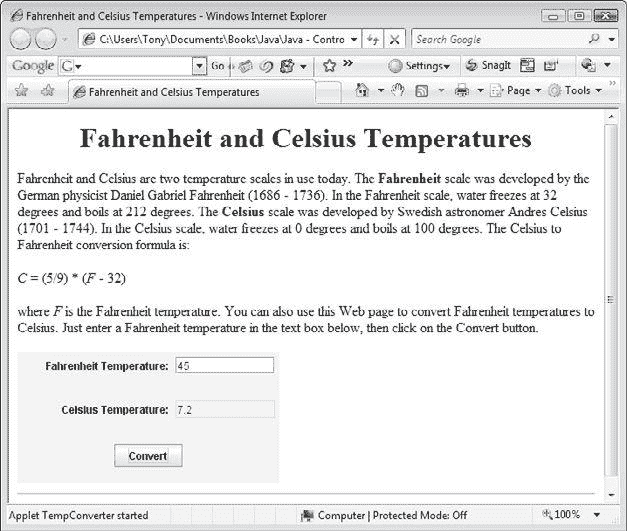 Fahrenheit and Celsius Temperatures - Windows Internet Explorer
C:\Users\Tony\Documents\Books\Java\Java - Contro
Search Google
Google G Go Settings SnagIt
Fahrenheit and Celsius Temperatures Page Tools
Fahrenheit and Celsius Temperatures
Fahrenheit and Celsius are two temperature scales in use today. The Fahrenheit scale was developed by the
German physicist Daniel Gabriel Fahrenheit (1686 - 1736). In the Fahrenheit scale, water freezes at 32
degrees and boils at 212 degrees. The Celsius scale was developed by Swedish astronomer Andres Celsius
(1701 - 1744). In the Celsius scale, water freezes at 0 degrees and boils at 100 degrees. The Celsius to
Fahrenheit conversion formula is:
C = (5/9) * (F - 32)
where F is the Fahrenheit temperature. You can also use this Web page to convert Fahrenheit temperatures to
Celsius. Just enter a Fahrenheit temperature in the text box below, then click on the Convert button.
Fahrenheit Temperature: 45
Celsius Temperature: 7.2
Convert
Applet TempConverter started Computer | Protected Mode: Off 100%